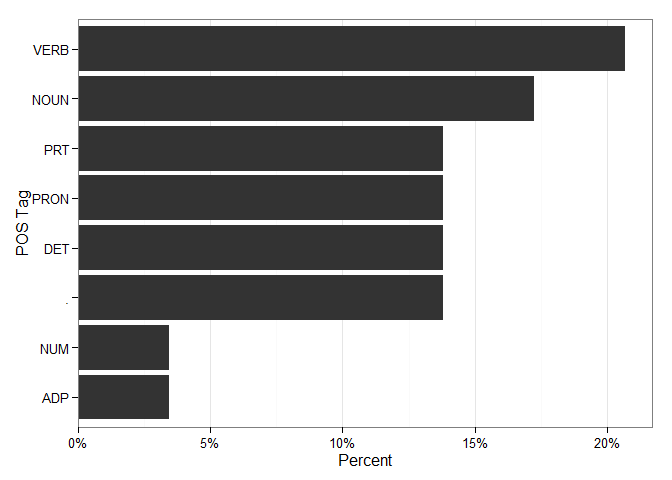 VERB
NOUN
PRT
PRON
DET
.
NUM
ADP
POS Tag
0% 5% 10% 15% 20%
Percent